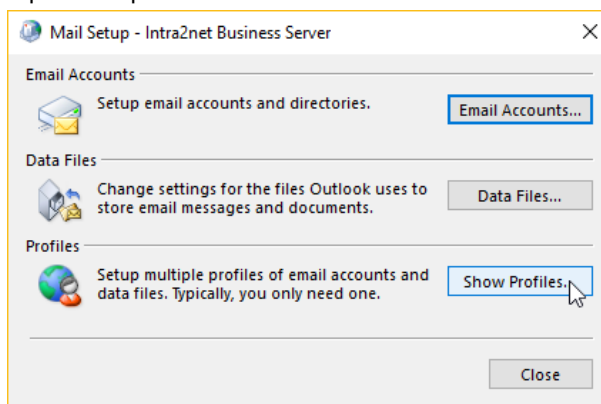 Mail Setup - Intra2net Business Server
Email Accounts
Setup email accounts and directories.
Email Accounts...
Data Files
Change settings for the files Outlook uses to
store email messages and documents.
Data Files...
Profiles
Setup multiple profiles of email accounts and
data files. Typically, you only need one.
Show Profiles...
Close